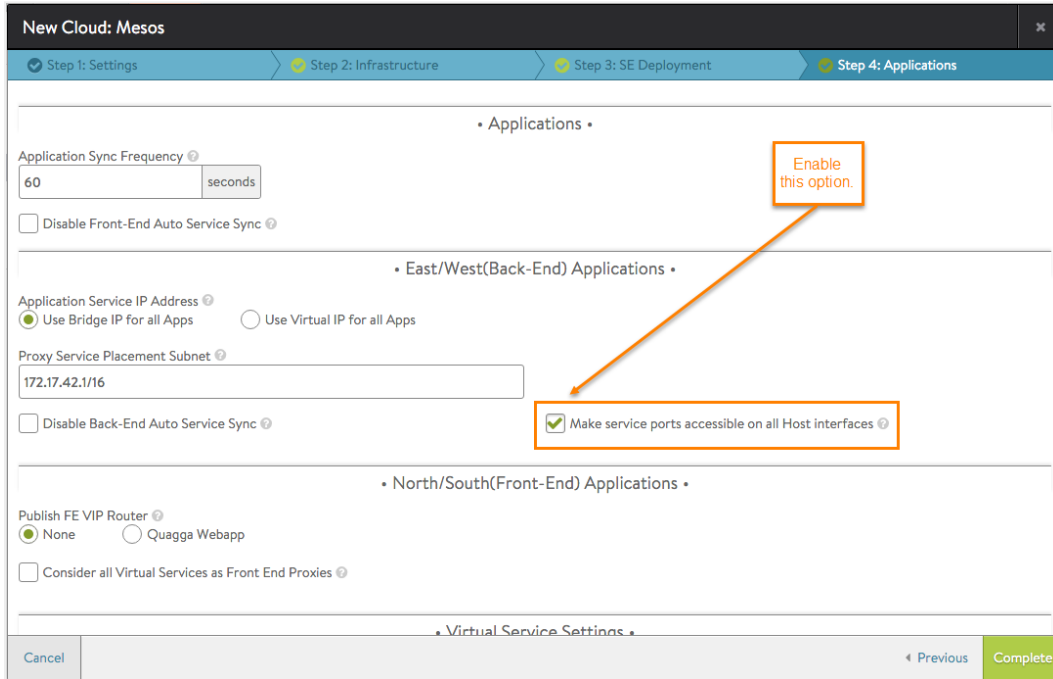 New Cloud: Mesos
Step 1: Settings
Step 2: Infrastructure
Step 3: SE Deployment
Step 4: Applications
• Applications •
Application Sync Frequency
60 seconds
Enable
this option.
Disable Front-End Auto Service Sync
• East/West(Back-End) Applications •
Application Service IP Address
Use Bridge IP for all Apps Use Virtual IP for all Apps
Proxy Service Placement Subnet
172.17.42.1/16
Disable Back-End Auto Service Sync Make service ports accessible on all Host interfaces
• North/South(Front-End) Applications •
Publish FE VIP Router
None Quagga Webapp
Consider all Virtual Services as Front End Proxies
• Virtual Service Settings •
Cancel Previous Complete